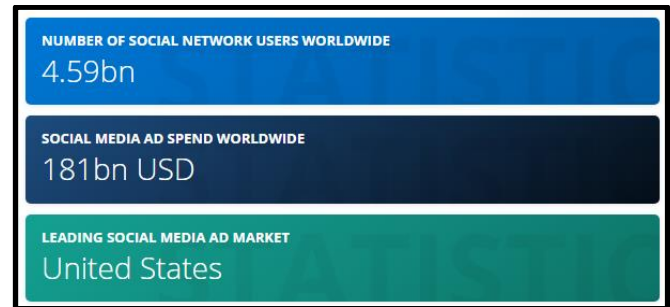 NUMBER OF SOCIAL NETWORK USERS WORLDWIDE
4.59bn
SOCIAL MEDIA AD SPEND WORLDWIDE
181bn USD
LEADING SOCIAL MEDIA AD MARKET
United States